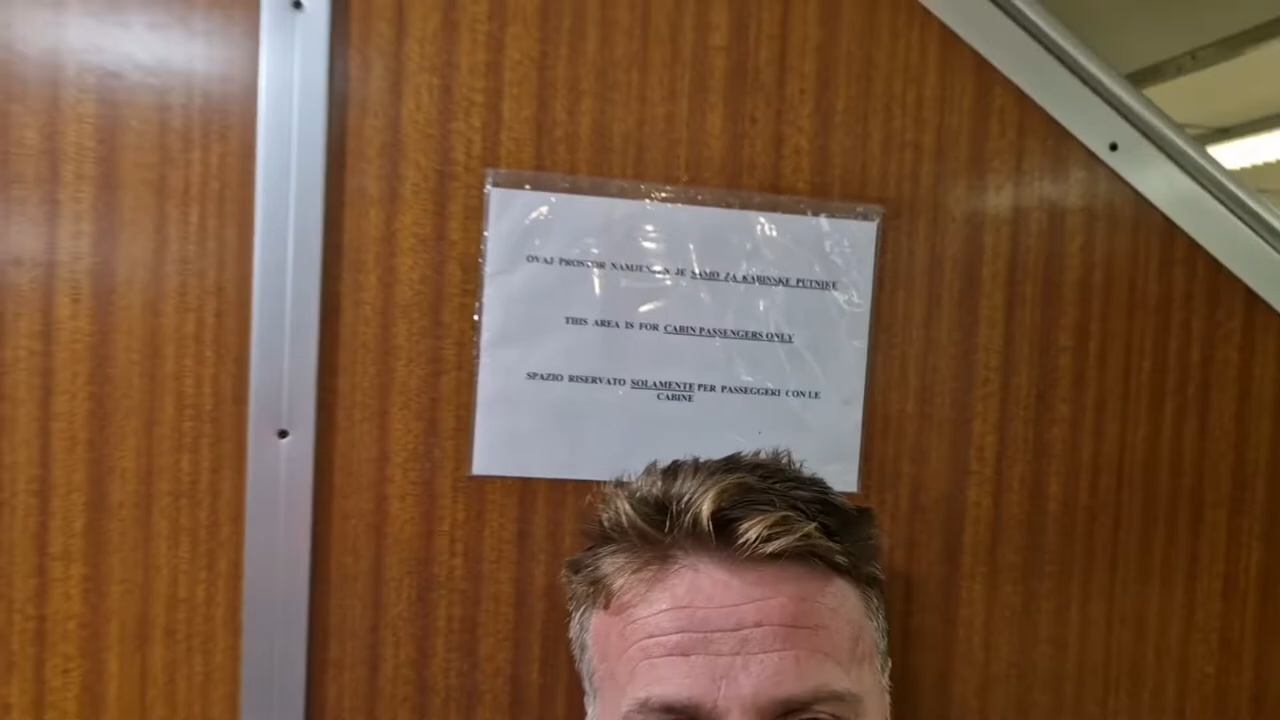 OVAJ PROSTOR NAMJENJEN JE SAMO ZA KABINSKE PUTNIKE
THIS AREA IS FOR CABIN PASSENGERS ONLY
SPAZIO RISERVATO SOLAMENTE PER PASSEGGERI CON LE
CABINE